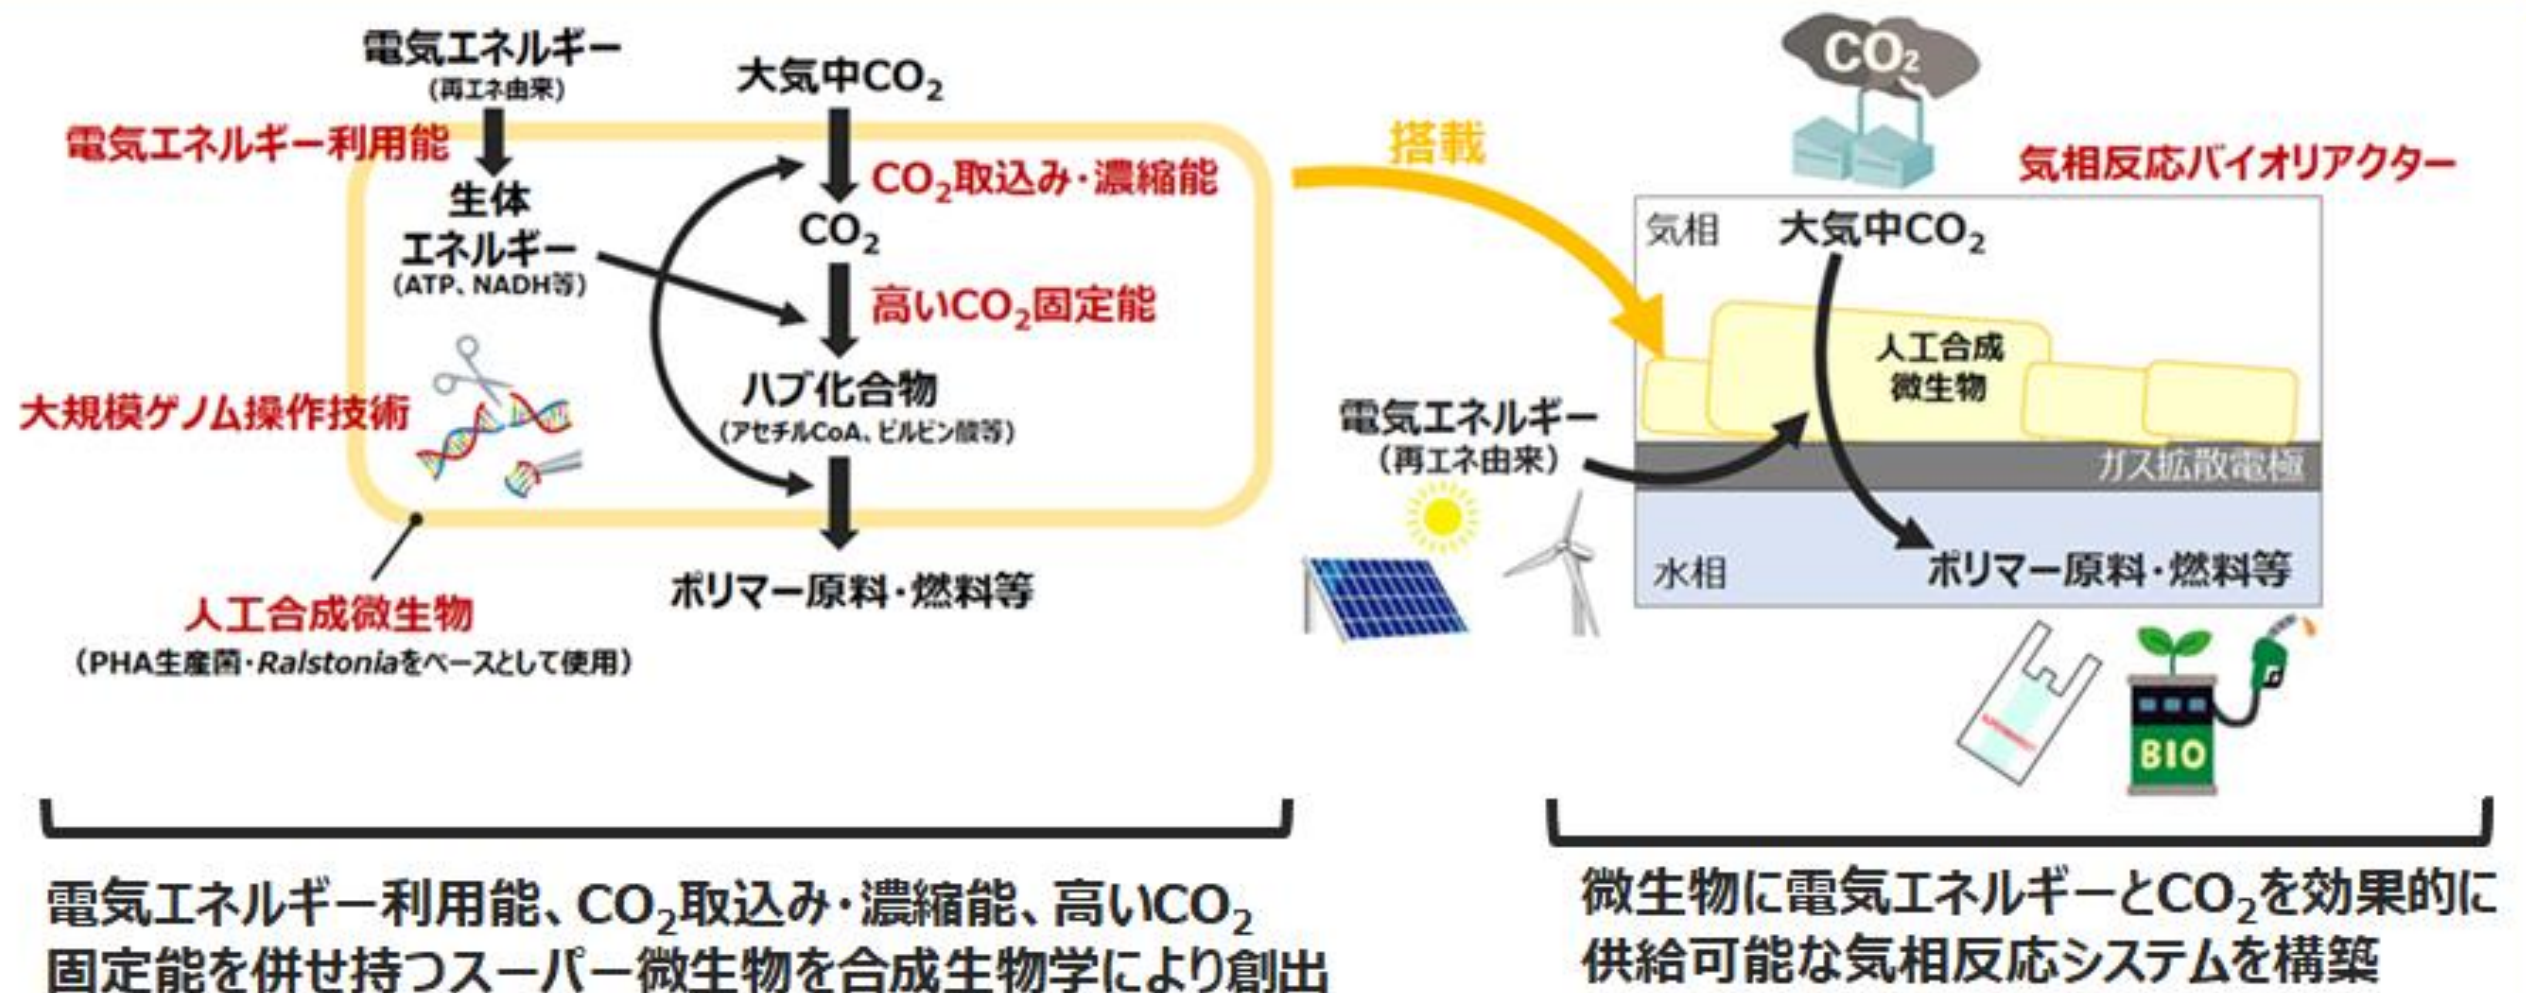 電気エネルギー
(再エネ由来)
大気中CO₂
電気エネルギー利用能
生体
エネルギー
(ATP、NADH等)
CO₂取込み・濃縮能
CO₂
高いCO₂固定能
ハブ化合物
(アセチルCoA、ピルビン酸等)
大規模ゲノム操作技術
ポリマー原料・燃料等
人工合成微生物
(PHA生産菌・Ralstoniaをベースとして使用)
搭載
CO₂
気相反応バイオリアクター
気相
大気中CO₂
人工合成
微生物
電気エネルギー
(再エネ由来)
ガス拡散電極
水相
ポリマー原料・燃料等
BIO
電気エネルギー利用能、CO₂取込み・濃縮能、高いCO₂
固定能を併せ持つスーパー微生物を合成生物学により創出
微生物に電気エネルギーとCO₂を効果的に
供給可能な気相反応システムを構築